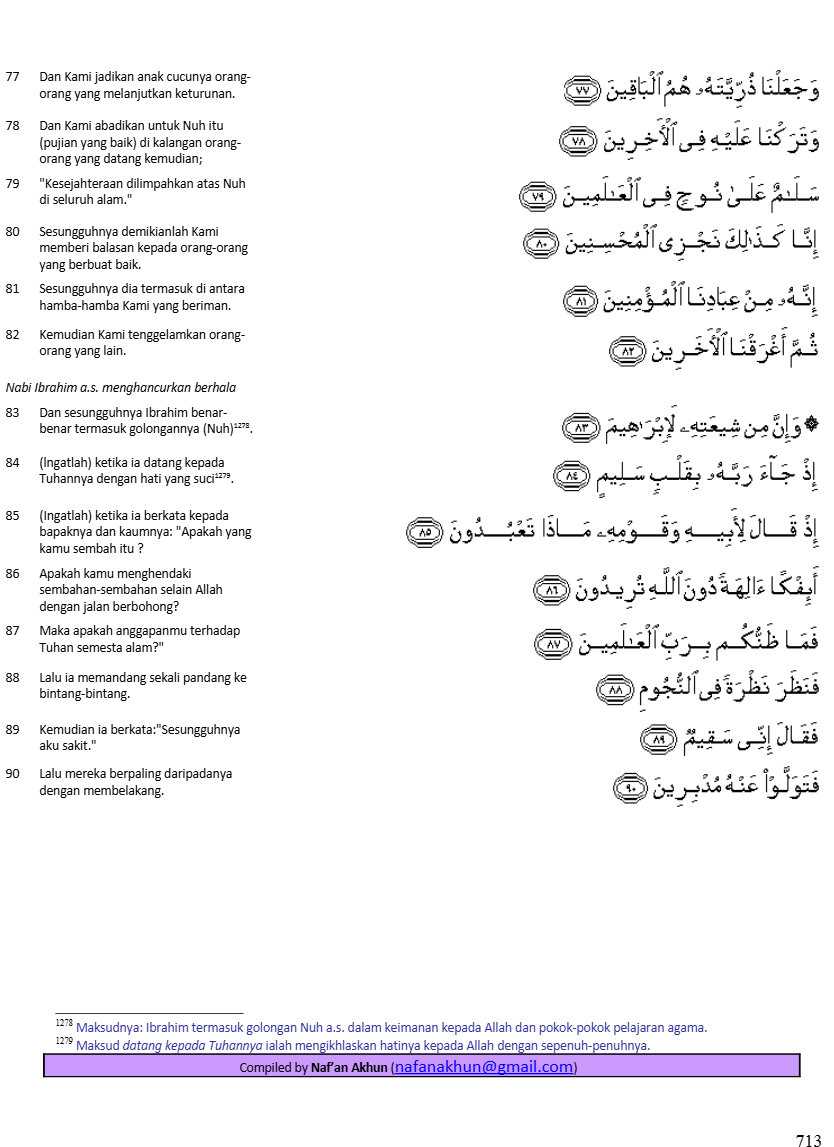 77 Dan Kami jadikan anak cucunya orang-
orang yang melanjutkan keturunan.
وَجَعَلْنَا ذُرِّيَّتَهُۥ هُمُ ٱلْبَاقِينَ ﴿٧٧﴾
78 Dan Kami abadikan untuk Nuh itu
(pujian yang baik) di kalangan orang-
orang yang datang kemudian;
وَتَرَكْنَا عَلَيْهِ فِى ٱلْأَخِرِينَ ﴿٧٨﴾
79 "Kesejahteraan dilimpahkan atas Nuh
di seluruh alam."
سَلَـٰمٌ عَلَىٰ نُوحٍ فِى ٱلْعَـٰلَمِينَ ﴿٧٩﴾
80 Sesungguhnya demikianlah Kami
memberi balasan kepada orang-orang
yang berbuat baik.
إِنَّا كَذَٰلِكَ نَجْزِى ٱلْمُحْسِنِينَ ﴿٨٠﴾
81 Sesungguhnya dia termasuk di antara
hamba-hamba Kami yang beriman.
إِنَّهُۥ مِنْ عِبَادِنَا ٱلْمُؤْمِنِينَ ﴿٨١﴾
82 Kemudian Kami tenggelamkan orang-
orang yang lain.
ثُمَّ أَغْرَقْنَا ٱلْأَخَرِينَ ﴿٨٢﴾
Nabi Ibrahim a.s. menghancurkan berhala
83 Dan sesungguhnya Ibrahim benar-
benar termasuk golongannya (Nuh)¹²⁷⁸.
۞ وَإِنَّ مِن شِيعَتِهِۦ لَإِبْرَٰهِيمَ ﴿٨٣﴾
84 (Ingatlah) ketika ia datang kepada
Tuhannya dengan hati yang suci¹²⁷⁹.
إِذْ جَآءَ رَبَّهُۥ بِقَلْبٍ سَلِيمٍ ﴿٨٤﴾
85 (Ingatlah) ketika ia berkata kepada
bapaknya dan kaumnya: "Apakah yang
kamu sembah itu ?
إِذْ قَالَ لِأَبِيهِ وَقَوْمِهِۦ مَاذَا تَعْبُدُونَ ﴿٨٥﴾
86 Apakah kamu menghendaki
sembahan-sembahan selain Allah
dengan jalan berbohong?
أَئِفْكًا ءَالِهَةً دُونَ ٱللَّهِ تُرِيدُونَ ﴿٨٦﴾
87 Maka apakah anggapanmu terhadap
Tuhan semesta alam?"
فَمَا ظَنُّكُم بِرَبِّ ٱلْعَـٰلَمِينَ ﴿٨٧﴾
88 Lalu ia memandang sekali pandang ke
bintang-bintang.
فَنَظَرَ نَظْرَةً فِى ٱلنُّجُومِ ﴿٨٨﴾
89 Kemudian ia berkata:"Sesungguhnya
aku sakit."
فَقَالَ إِنِّى سَقِيمٌ ﴿٨٩﴾
90 Lalu mereka berpaling daripadanya
dengan membelakang.
فَتَوَلَّوْا۟ عَنْهُ مُدْبِرِينَ ﴿٩٠﴾
¹²⁷⁸ Maksudnya: Ibrahim termasuk golongan Nuh a.s. dalam keimanan kepada Allah dan pokok-pokok pelajaran agama.
¹²⁷⁹ Maksud datang kepada Tuhannya ialah mengikhlaskan hatinya kepada Allah dengan sepenuh-penuhnya.
Compiled by Naf’an Akhun (nafanakhun@gmail.com)
713